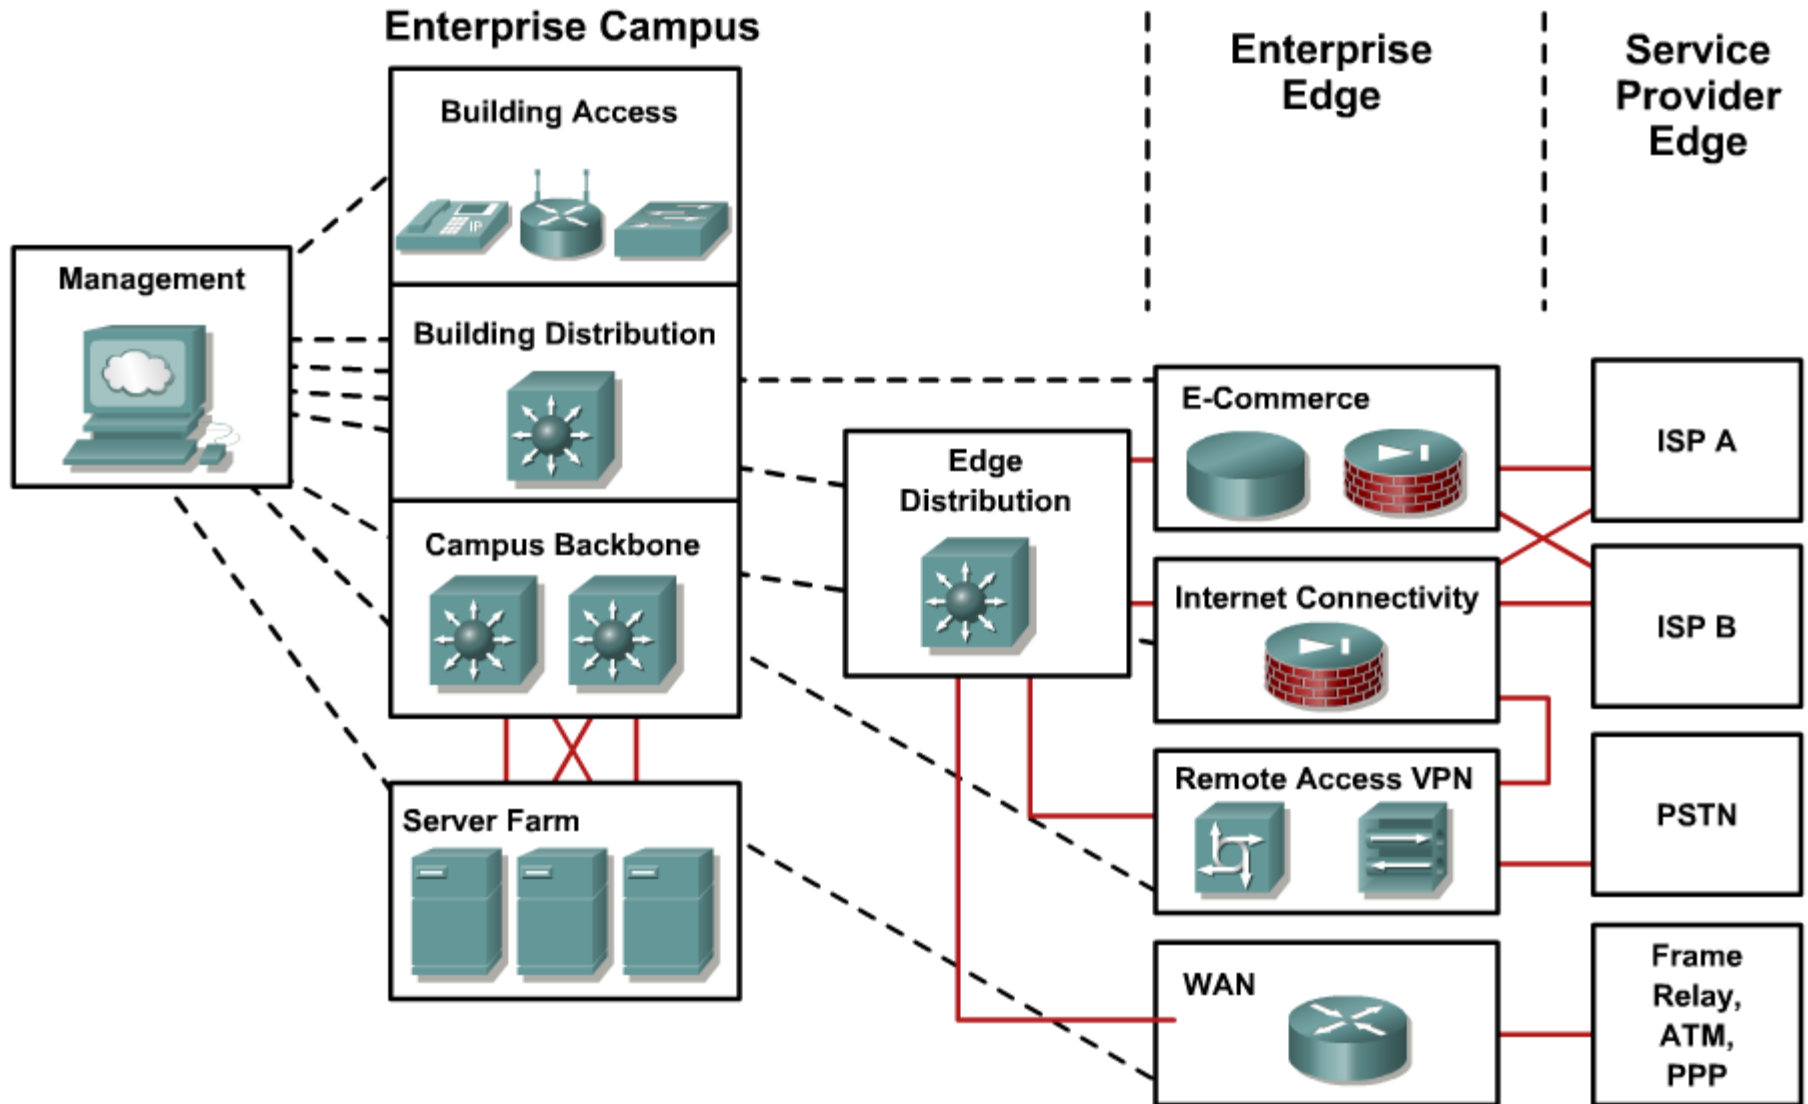 Enterprise Campus
Enterprise
Edge
Service
Provider
Edge
Building Access
IP
Management
Building Distribution
Campus Backbone
Server Farm
Edge
Distribution
E-Commerce
Internet Connectivity
Remote Access VPN
WAN
ISP A
ISP B
PSTN
Frame
Relay,
ATM,
PPP